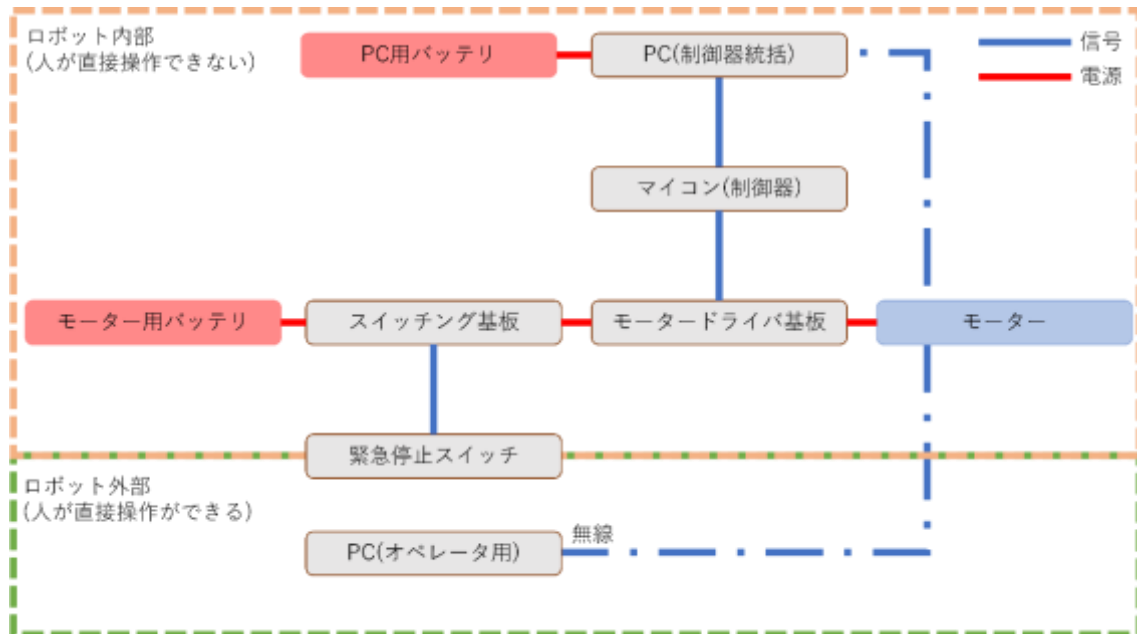 ロボット内部
(人が直接操作できない)
PC用バッテリ
PC(制御器統括)
信号
電源
マイコン(制御器)
モーター用バッテリ
スイッチング基板
モータードライバ基板
モーター
緊急停止スイッチ
ロボット外部
(人が直接操作ができる)
PC(オペレータ用)
無線